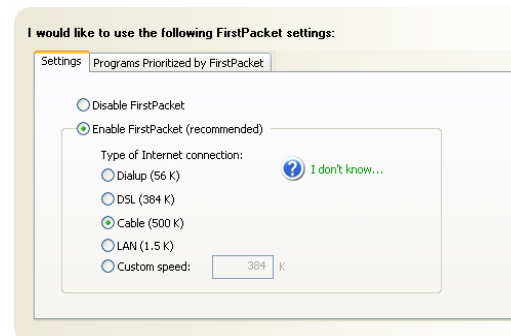 I would like to use the following FirstPacket settings:
Settings Programs Prioritized by FirstPacket
Disable FirstPacket
Enable FirstPacket (recommended)
Type of Internet connection:
Dialup (56 K)
? I don't know...
DSL (384 K)
Cable (500 K)
LAN (1.5 K)
Custom speed: 384 K